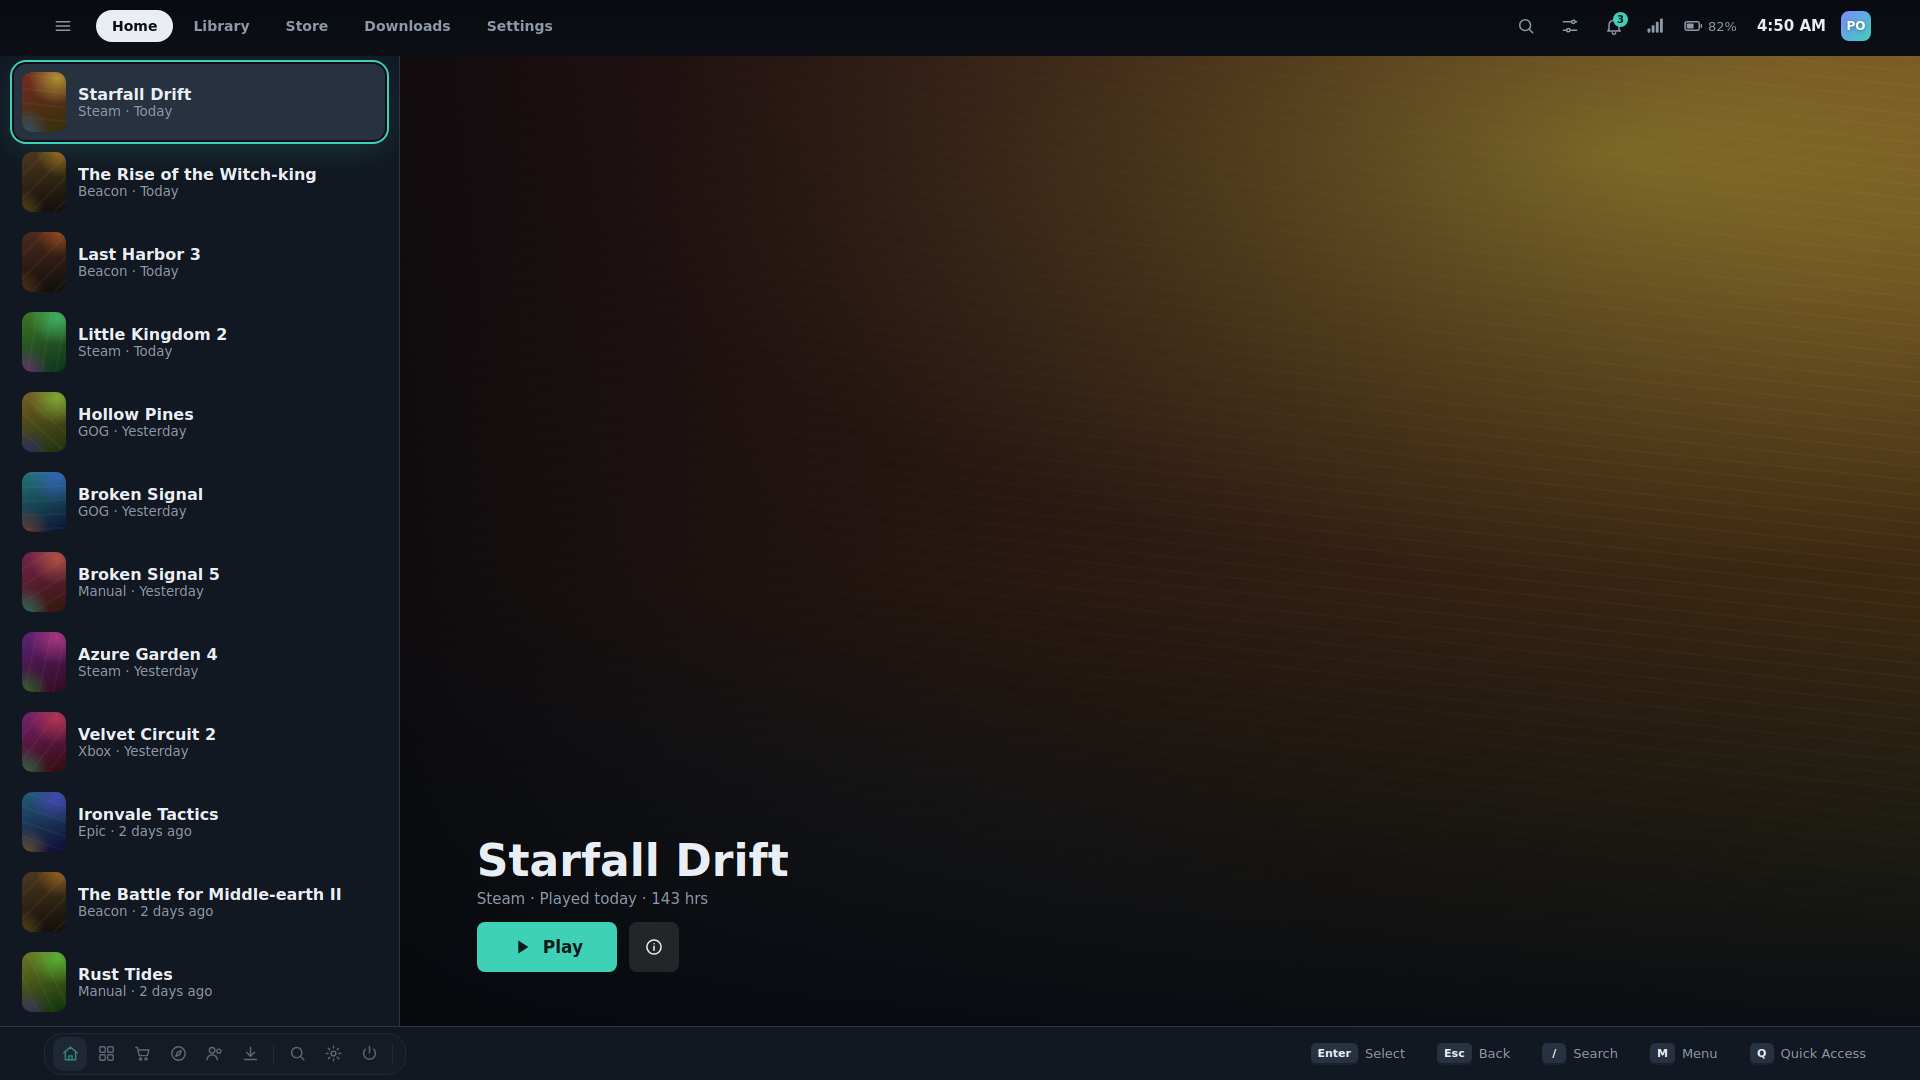 Home
Library
Store
Downloads
Settings
3
82%
4:50 AM
PO
Starfall Drift
Steam · Today
The Rise of the Witch-king
Beacon · Today
Last Harbor 3
Beacon · Today
Little Kingdom 2
Steam · Today
Hollow Pines
GOG · Yesterday
Broken Signal
GOG · Yesterday
Broken Signal 5
Manual · Yesterday
Azure Garden 4
Steam · Yesterday
Velvet Circuit 2
Xbox · Yesterday
Ironvale Tactics
Epic · 2 days ago
The Battle for Middle-earth II
Beacon · 2 days ago
Rust Tides
Manual · 2 days ago
Starfall Drift
Steam · Played today · 143 hrs
Play
Enter Select
Esc Back
/ Search
M Menu
Q Quick Access